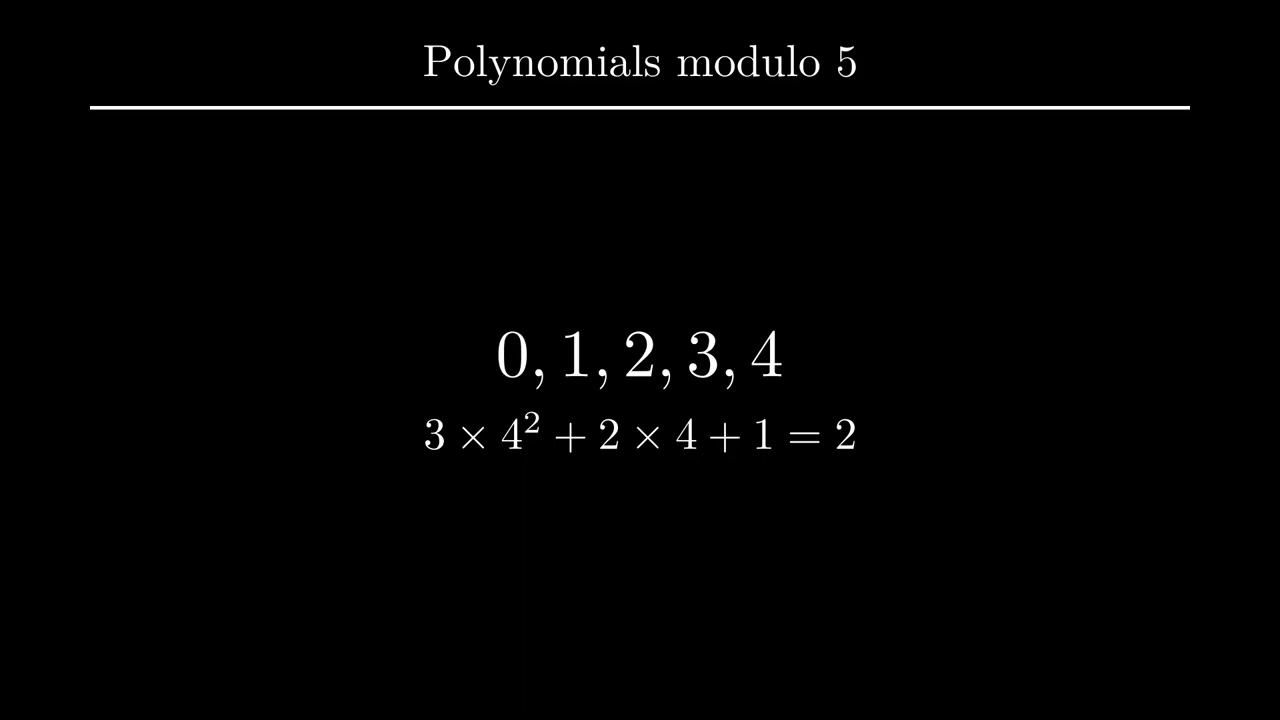 Polynomials modulo 5
0, 1, 2, 3, 4
3 × 4² + 2 × 4 + 1 = 2